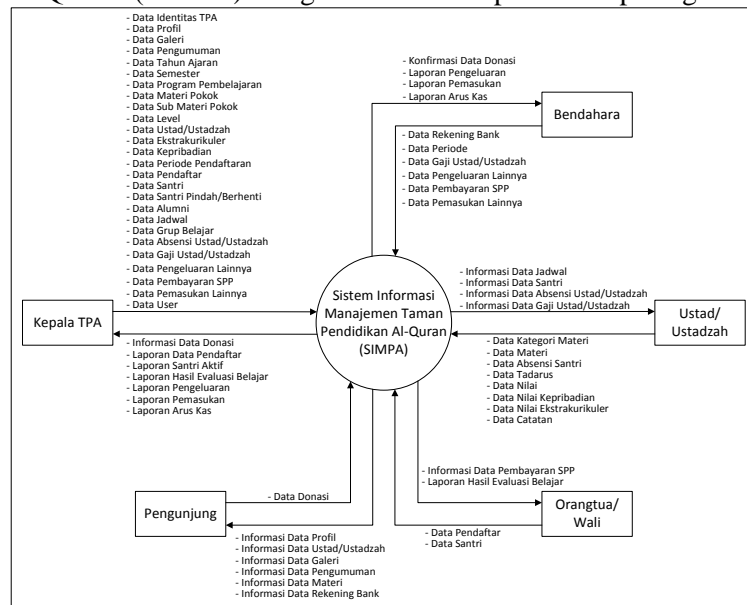 - Data Identitas TPA
- Data Profil
- Data Galeri
- Data Pengumuman
- Data Tahun Ajaran
- Data Semester
- Data Program Pembelajaran
- Data Materi Pokok
- Data Sub Materi Pokok
- Data Level
- Data Ustad/Ustadzah
- Data Ekstrakurikuler
- Data Kepribadian
- Data Periode Pendaftaran
- Data Pendaftar
- Data Santri
- Data Santri Pindah/Berhenti
- Data Alumni
- Data Jadwal
- Data Grup Belajar
- Data Absensi Ustad/Ustadzah
- Data Gaji Ustad/Ustadzah
- Data Pengeluaran Lainnya
- Data Pembayaran SPP
- Data Pemasukan Lainnya
- Data User
- Konfirmasi Data Donasi
- Laporan Pengeluaran
- Laporan Pemasukan
- Laporan Arus Kas
Bendahara
- Data Rekening Bank
- Data Periode
- Data Gaji Ustad/Ustadzah
- Data Pengeluaran Lainnya
- Data Pembayaran SPP
- Data Pemasukan Lainnya
Kepala TPA
Sistem Informasi
Manajemen Taman
Pendidikan Al-Quran
(SIMPA)
- Informasi Data Jadwal
- Informasi Data Santri
- Informasi Data Absensi Ustad/Ustadzah
- Informasi Data Gaji Ustad/Ustadzah
Ustad/
Ustadzah
- Informasi Data Donasi
- Laporan Data Pendaftar
- Laporan Santri Aktif
- Laporan Hasil Evaluasi Belajar
- Laporan Pengeluaran
- Laporan Pemasukan
- Laporan Arus Kas
- Data Kategori Materi
- Data Materi
- Data Absensi Santri
- Data Tadarus
- Data Nilai
- Data Nilai Kepribadian
- Data Nilai Ekstrakurikuler
- Data Catatan
Pengunjung
- Data Donasi
- Informasi Data Profil
- Informasi Data Ustad/Ustadzah
- Informasi Data Galeri
- Informasi Data Pengumuman
- Informasi Data Materi
- Informasi Data Rekening Bank
- Informasi Data Pembayaran SPP
- Laporan Hasil Evaluasi Belajar
Orangtua/
Wali
- Data Pendaftar
- Data Santri